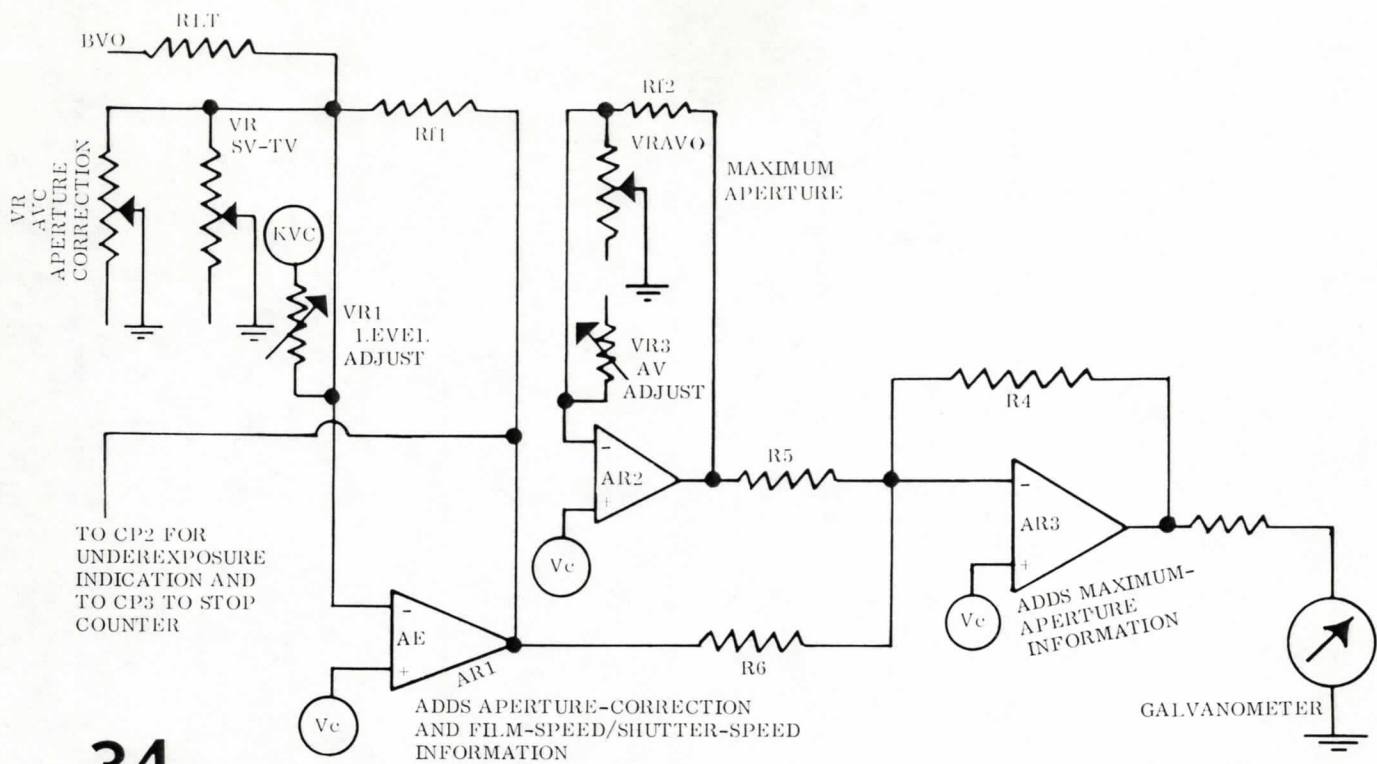 RLT
BVO
VR
AVC
APERTURE
CORRECTION
VR
SV-TV
Rf1
KVC
VR1
LEVEL
ADJUST
Rf2
VRAVO
MAXIMUM
APERTURE
VR3
AV
ADJUST
-
AR2
+
Vc
R5
R4
-
AR3
+
Vc
ADDS MAXIMUM-
APERTURE
INFORMATION
TO CP2 FOR
UNDEREXPOSURE
INDICATION AND
TO CP3 TO STOP
COUNTER
-
AE
+
AR1
Vc
R6
ADDS APERTURE-CORRECTION
AND FILM-SPEED/SHUTTER-SPEED
INFORMATION
GALVANOMETER
34